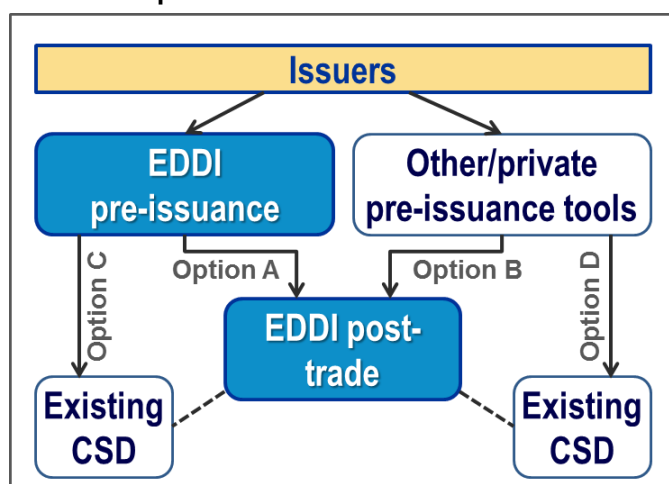 Issuers
EDDI
pre-issuance
Other/private
pre-issuance tools
Option C
Option A
Option B
Option D
EDDI post-
trade
Existing
CSD
Existing
CSD